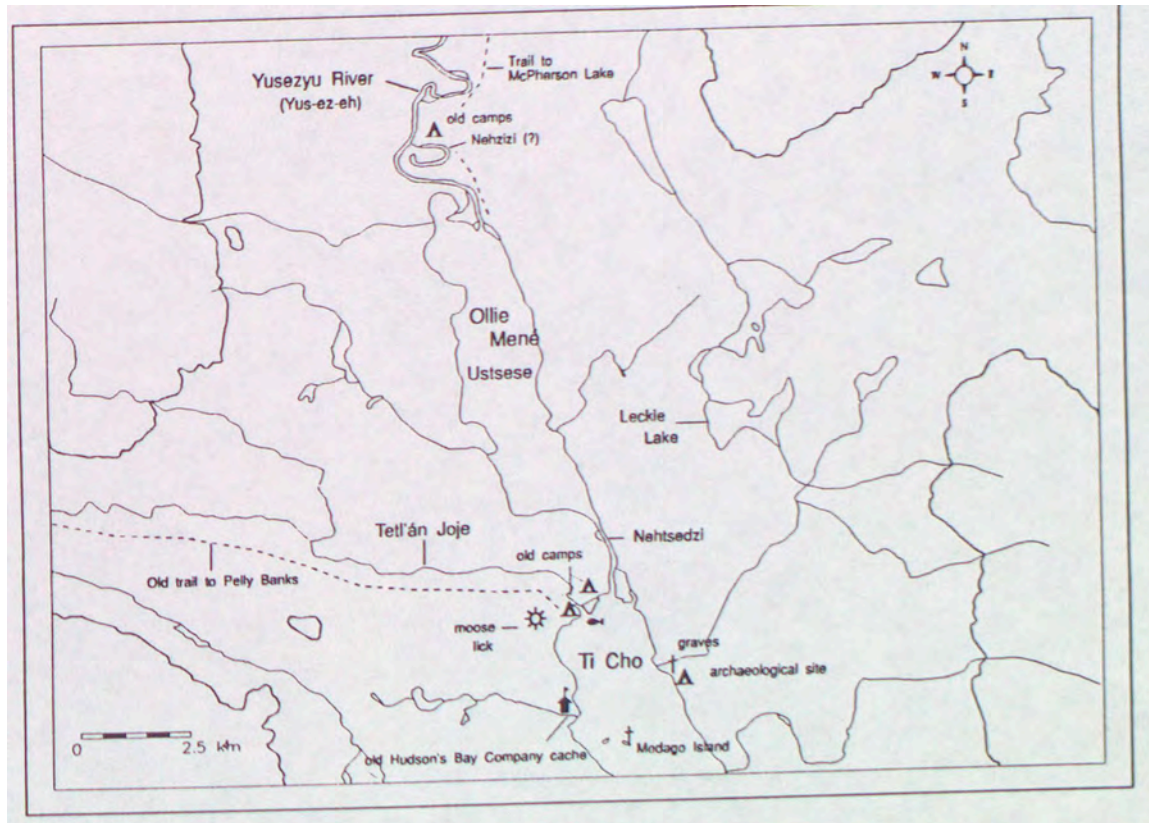 N
W E
S
Trail to
McPherson Lake
Yusezyu River
(Yus-ez-eh)
old camps
Nehzizi (?)
Ollie
Mené
Ustsese
Leckie
Lake
Tetl'án Joje
Nehtsedzi
old camps
Old trail to Pelly Banks
moose
lick
graves
Ti Cho
archaeological site
0 2.5 km
old Hudson's Bay Company cache
Modago Island